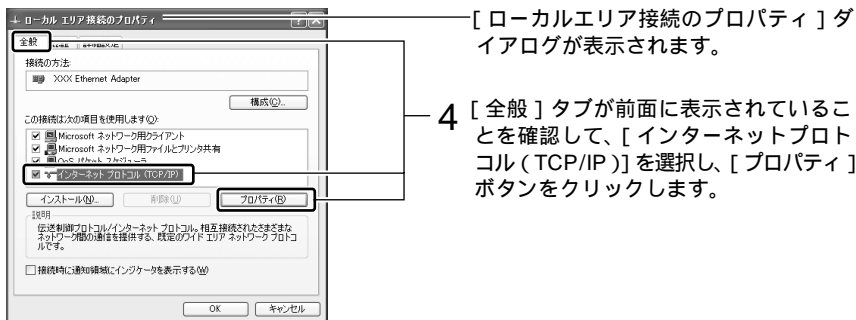 ローカル エリア接続のプロパティ
全般
接続の方法:
XXX Ethernet Adapter
構成(C)...
この接続は次の項目を使用します(O):
Microsoft ネットワーク用クライアント
Microsoft ネットワーク用ファイルとプリンタ共有
QoS パケット スケジューラ
インターネット プロトコル (TCP/IP)
インストール(N)...
削除(U)
プロパティ(R)
説明
伝送制御プロトコル/インターネット プロトコル。相互接続されたさまざまな
ネットワーク間の通信を提供する、既定のワイド エリア ネットワーク プロトコ
ルです。
接続時に通知領域にインジケータを表示する(W)
OK
キャンセル
[ ローカルエリア接続のプロパティ ] ダ
イアログが表示されます。
4 [ 全般 ] タブが前面に表示されているこ
とを確認して、[ インターネットプロト
コル ( TCP/IP )] を選択し、[ プロパティ ]
ボタンをクリックします。